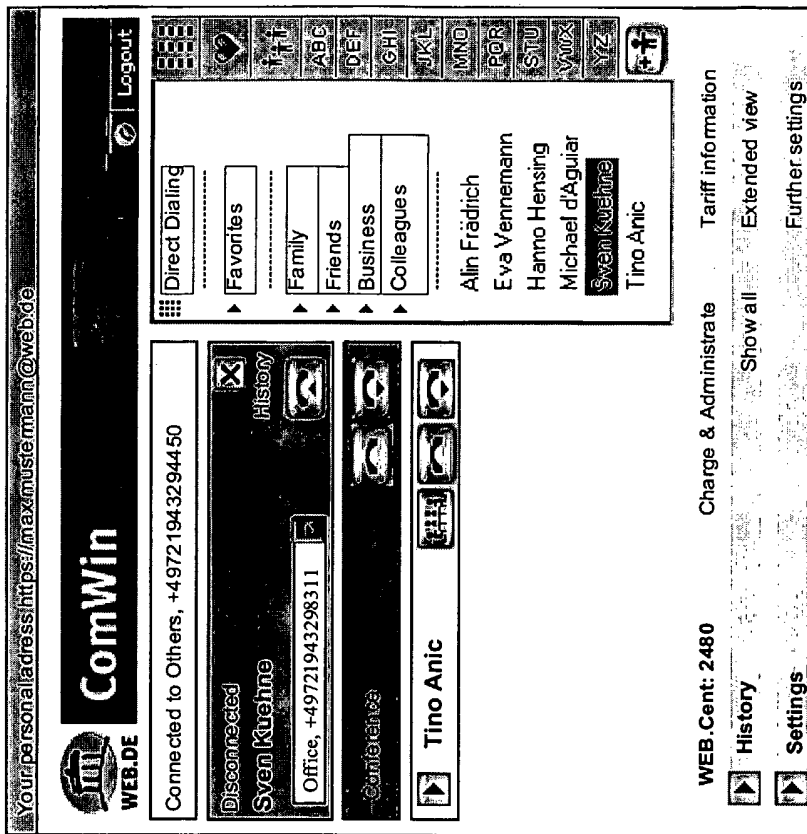 Your personal adress:https://max.mustermann@web.de
WEB.DE
ComWin
Logout
Connected to Others, +49721943294450
Disconnected
Sven Kuehne
History
Office, +49721943298311
Conference
Tino Anic
Direct Dialing
Favorites
Family
Friends
Business
Colleagues
Alin Frädrich
Eva Vennemann
Hanno Hensing
Michael d'Aguiar
Sven Kuehne
Tino Anic
ABC
DEF
GHI
JKL
MNO
PQR
STU
VWX
YZ
WEB.Cent: 2480
Charge & Administrate
Tariff information
History
Show all
Extended view
Settings
Further settings